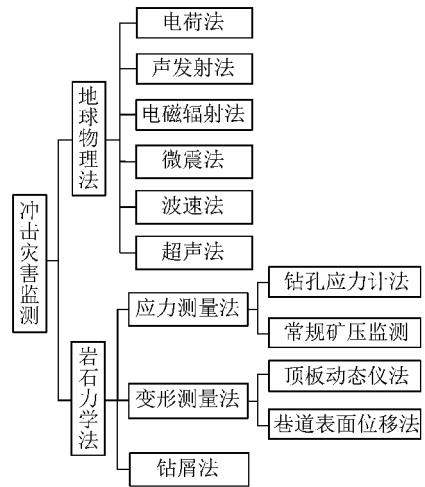 冲击灾害监测
地球物理法
电荷法
声发射法
电磁辐射法
微震法
波速法
超声法
岩石力学法
应力测量法
钻孔应力计法
常规矿压监测
变形测量法
顶板动态仪法
巷道表面位移法
钻屑法